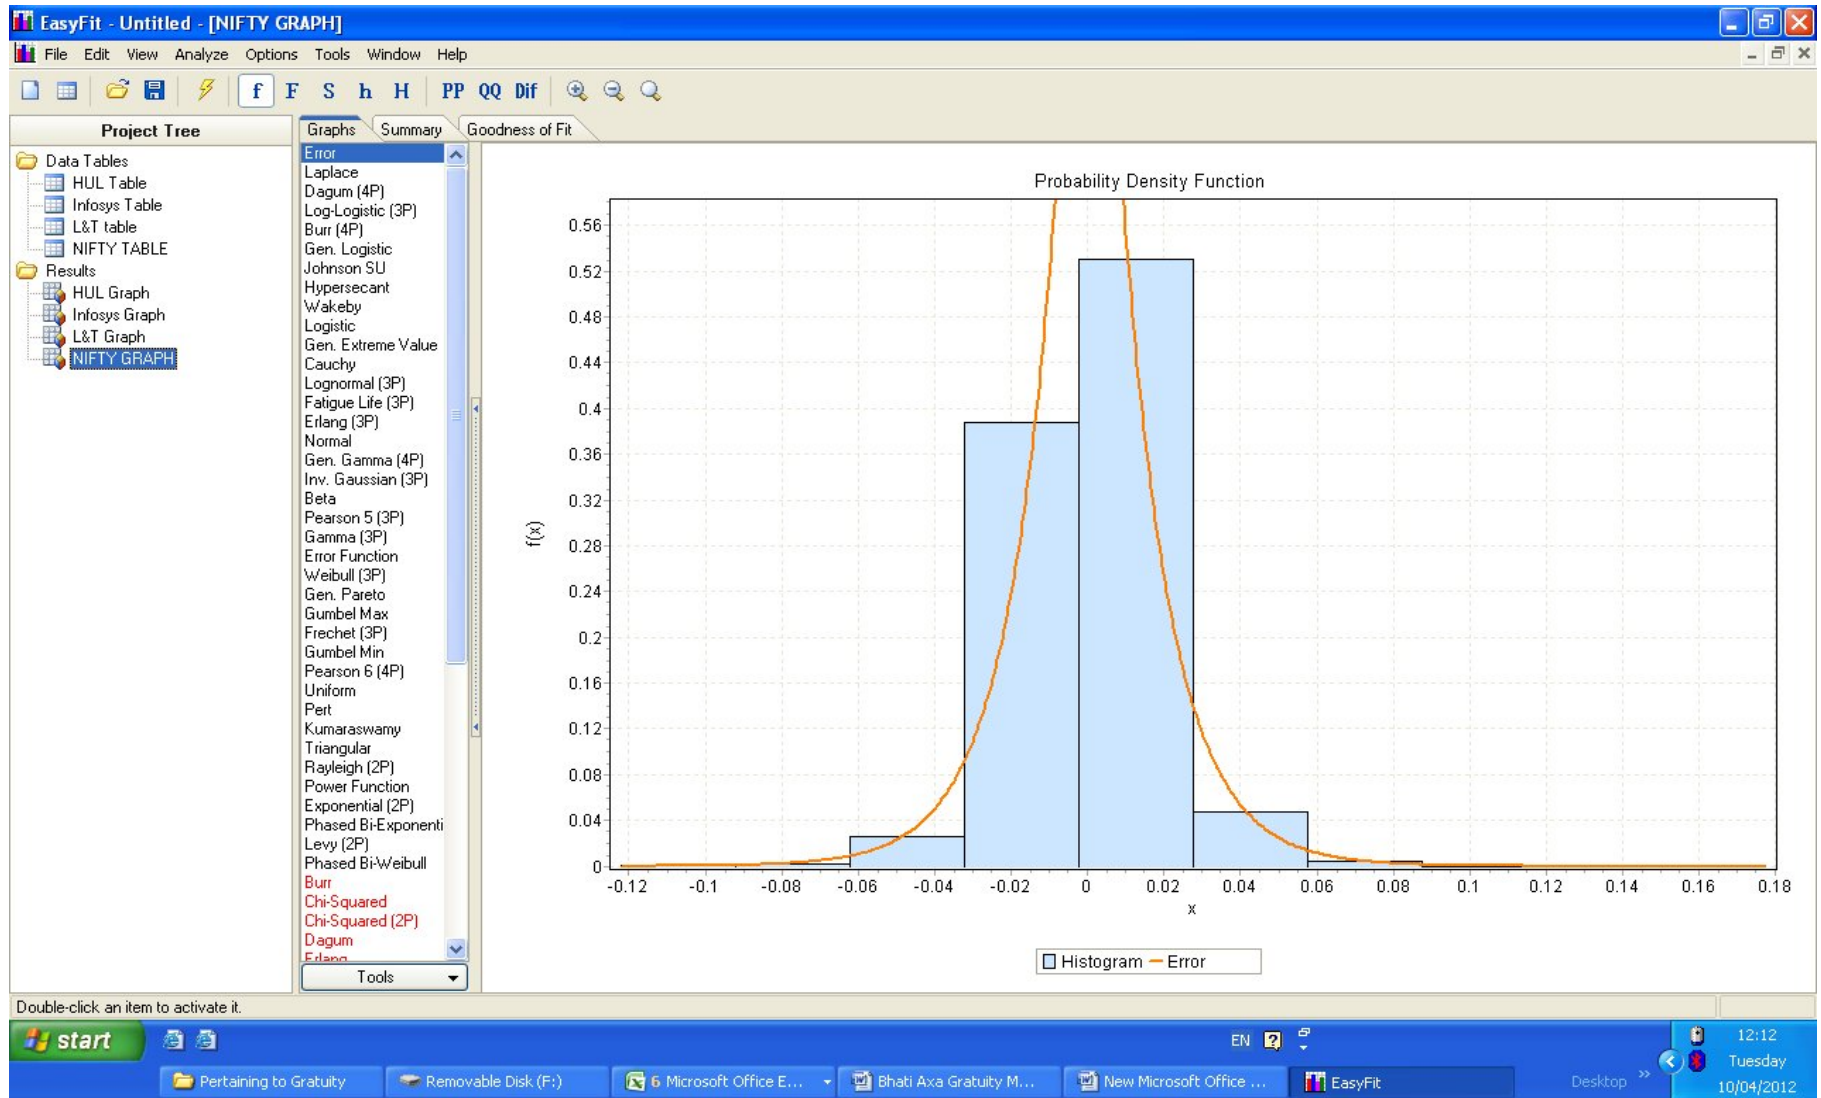 EasyFit - Untitled - [NIFTY GRAPH]
File Edit View Analyze Options Tools Window Help
f F S h H PP QQ Dif
Project Tree
Data Tables
HUL Table
Infosys Table
L&T table
NIFTY TABLE
Results
HUL Graph
Infosys Graph
L&T Graph
NIFTY GRAPH
Graphs Summary Goodness of Fit
Error
Laplace
Dagum (4P)
Log-Logistic (3P)
Burr (4P)
Gen. Logistic
Johnson SU
Hypersecant
Wakeby
Logistic
Gen. Extreme Value
Cauchy
Lognormal (3P)
Fatigue Life (3P)
Erlang (3P)
Normal
Gen. Gamma (4P)
Inv. Gaussian (3P)
Beta
Pearson 5 (3P)
Gamma (3P)
Error Function
Weibull (3P)
Gen. Pareto
Gumbel Max
Frechet (3P)
Gumbel Min
Pearson 6 (4P)
Uniform
Pert
Kumaraswamy
Triangular
Rayleigh (2P)
Power Function
Exponential (2P)
Phased Bi-Exponenti
Levy (2P)
Phased Bi-Weibull
Burr
Chi-Squared
Chi-Squared (2P)
Dagum
Erlang
Tools
Probability Density Function
f(x)
0.56
0.52
0.48
0.44
0.4
0.36
0.32
0.28
0.24
0.2
0.16
0.12
0.08
0.04
0
-0.12 -0.1 -0.08 -0.06 -0.04 -0.02 0 0.02 0.04 0.06 0.08 0.1 0.12 0.14 0.16 0.18
x
Histogram Error
Double-click an item to activate it.
start
EN
12:12
Tuesday
10/04/2012
Pertaining to Gratuity
Removable Disk (F:)
6 Microsoft Office E...
Bhati Axa Gratuity M...
New Microsoft Office ...
EasyFit
Desktop